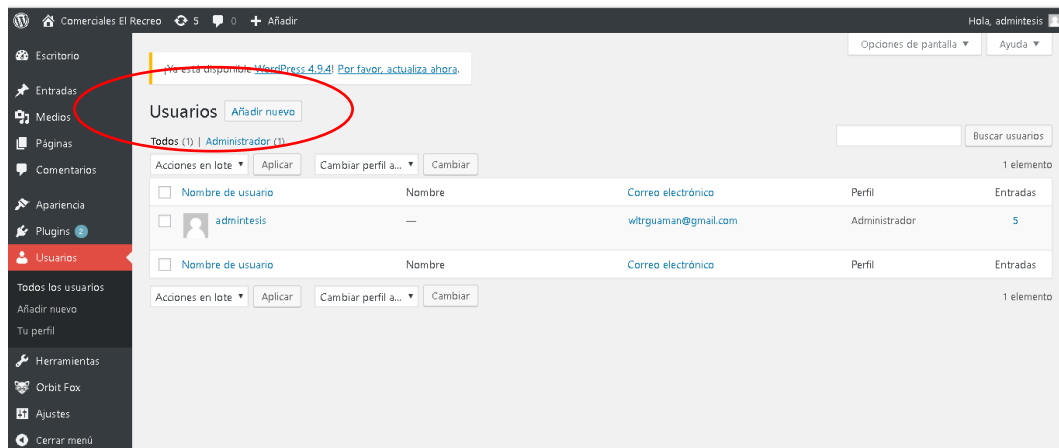 Comerciales El Recreo 5 0 + Añadir Hola, admintesis
Opciones de pantalla ▼ Ayuda ▼
Escritorio
Entradas
Medios
Páginas
Comentarios
Apariencia
Plugins 2
Usuarios
Todos los usuarios
Añadir nuevo
Tu perfil
Herramientas
Orbit Fox
Ajustes
Cerrar menú
¡Ya está disponible WordPress 4.9.4! Por favor, actualiza ahora.
Usuarios Añadir nuevo
Todos (1) | Administrador (1)
Buscar usuarios
Acciones en lote ▼ Aplicar Cambiar perfil a... ▼ Cambiar 1 elemento
Nombre de usuario Nombre Correo electrónico Perfil Entradas
admintesis — wltrguaman@gmail.com Administrador 5
Nombre de usuario Nombre Correo electrónico Perfil Entradas
Acciones en lote ▼ Aplicar Cambiar perfil a... ▼ Cambiar 1 elemento